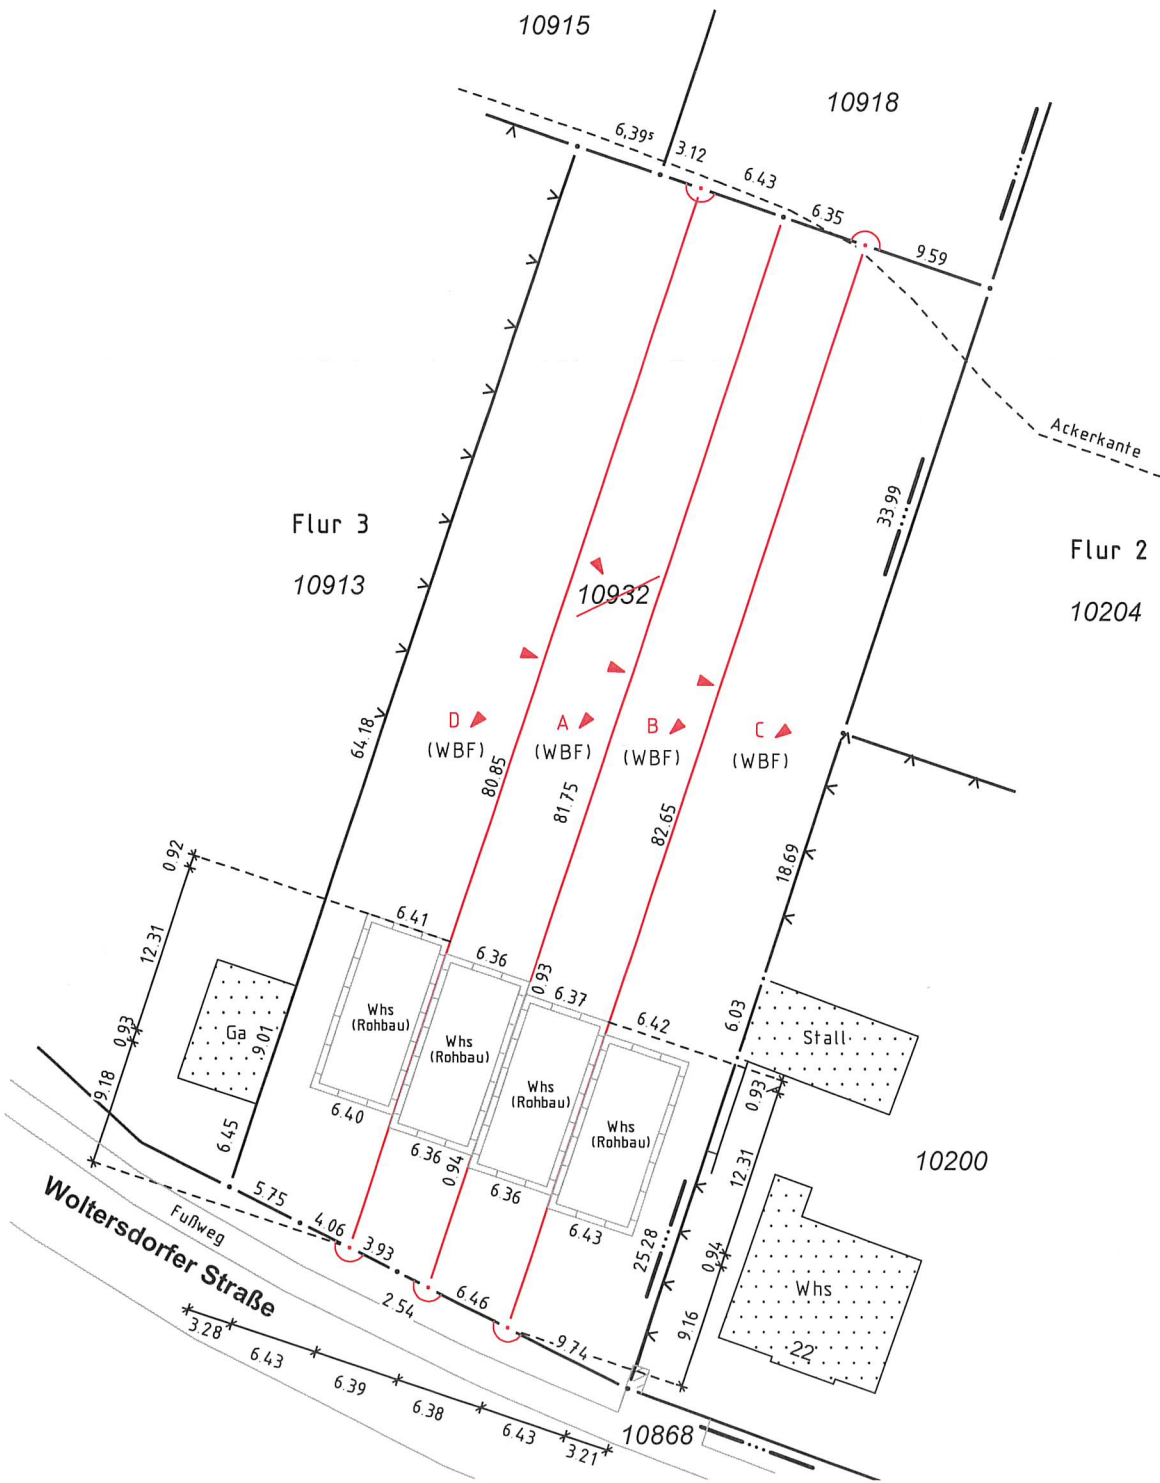 10915
10918
6,39⁵
3.12
6.43
6.35
9.59
Ackerkante
33.99
Flur 3
10913
Flur 2
10204
10932
D
(WBF)
A
(WBF)
B
(WBF)
C
(WBF)
64.18
80.85
81.75
82.65
18.69
0.92
12.31
0.93
9.18
6.41
6.36
0.93
6.37
6.42
6.03
Ga
9.01
Whs
(Rohbau)
Whs
(Rohbau)
Whs
(Rohbau)
Whs
(Rohbau)
Stall
0.93
12.31
0.94
9.16
6.40
6.36
0.94
6.36
6.43
6.45
25.28
10200
5.75
4.06
3.93
6.46
2.54
9.74
Fußweg
Woltersdorfer Straße
Whs
22
3.28
6.43
6.39
6.38
6.43
3.21
10868